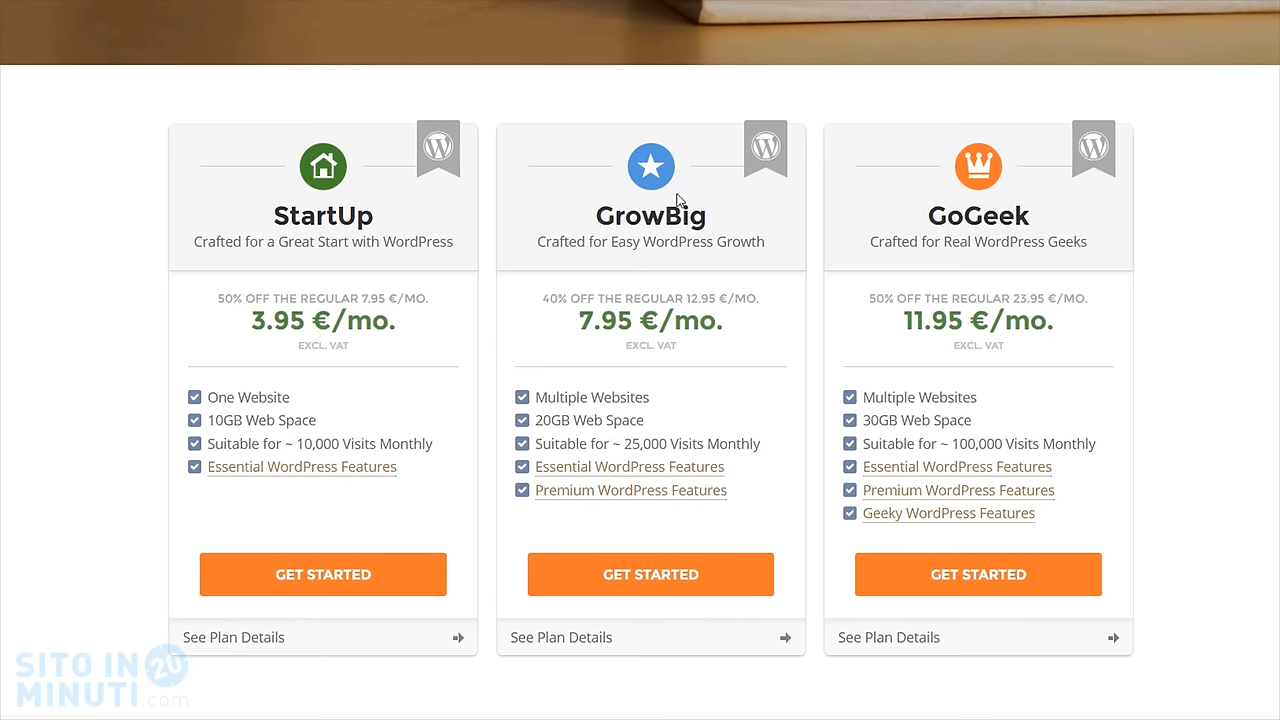 StartUp
Crafted for a Great Start with WordPress
50% OFF THE REGULAR 7.95 €/MO.
3.95 €/mo.
EXCL. VAT
One Website
10GB Web Space
Suitable for ~ 10,000 Visits Monthly
Essential WordPress Features
GET STARTED
See Plan Details
GrowBig
Crafted for Easy WordPress Growth
40% OFF THE REGULAR 12.95 €/MO.
7.95 €/mo.
EXCL. VAT
Multiple Websites
20GB Web Space
Suitable for ~ 25,000 Visits Monthly
Essential WordPress Features
Premium WordPress Features
GET STARTED
See Plan Details
GoGeek
Crafted for Real WordPress Geeks
50% OFF THE REGULAR 23.95 €/MO.
11.95 €/mo.
EXCL. VAT
Multiple Websites
30GB Web Space
Suitable for ~ 100,000 Visits Monthly
Essential WordPress Features
Premium WordPress Features
Geeky WordPress Features
GET STARTED
See Plan Details
SITO IN 20
MINUTI.com